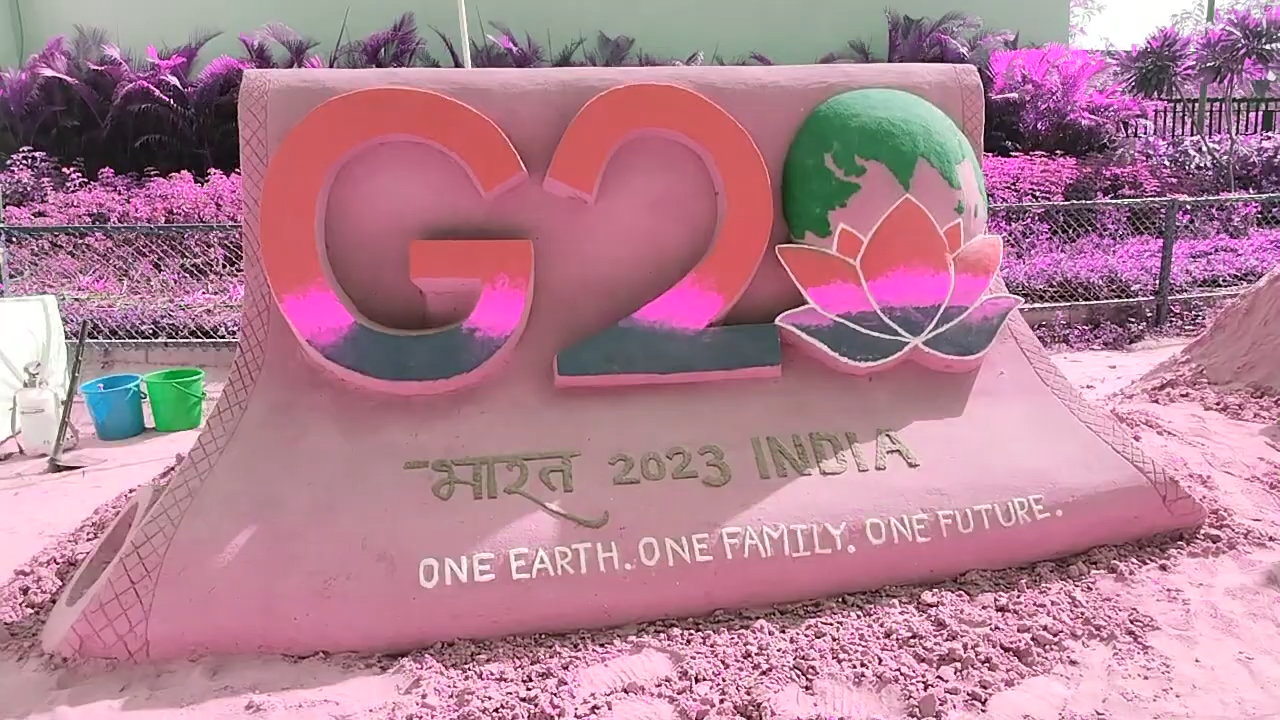 G20
भारत 2023 INDIA
ONE EARTH. ONE FAMILY. ONE FUTURE.